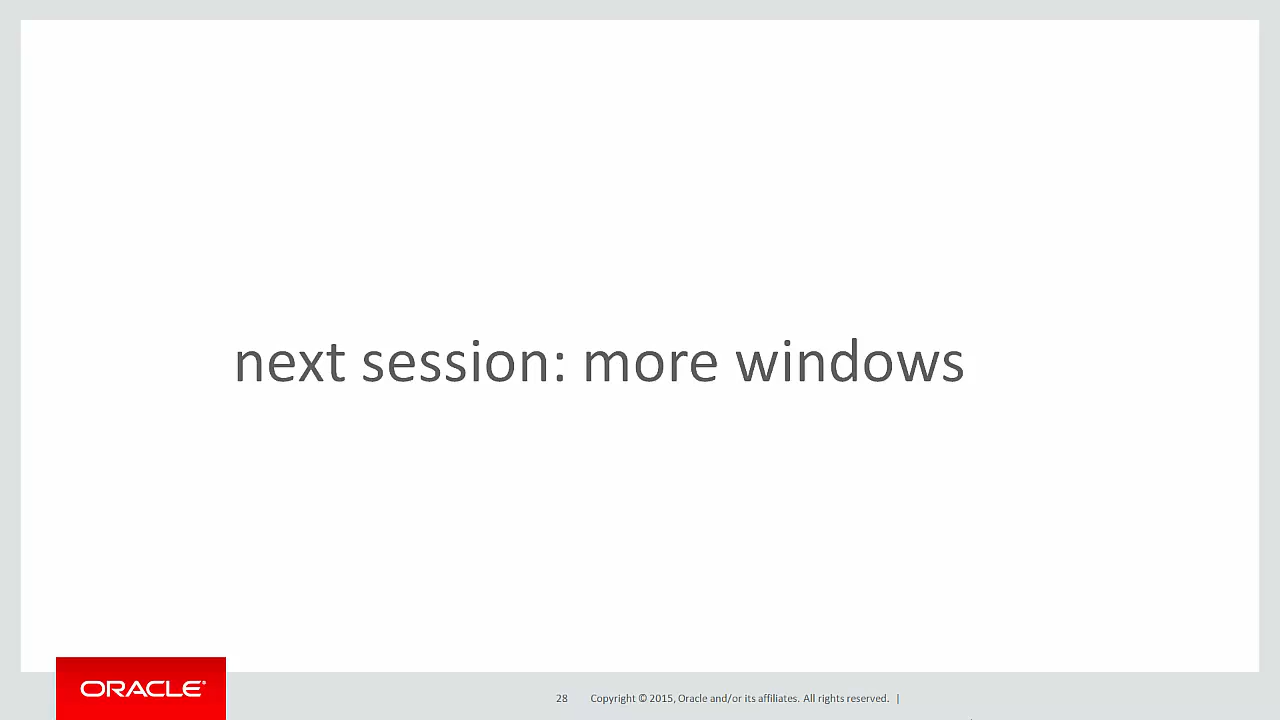 next session: more windows
ORACLE®
28 Copyright © 2015, Oracle and/or its affiliates. All rights reserved. |